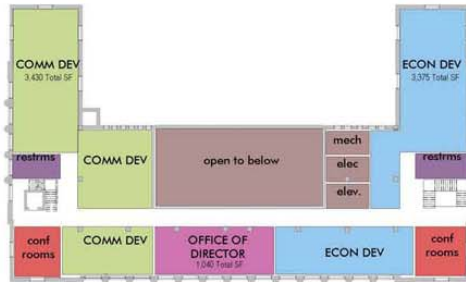 COMM DEV
3,430 Total SF
ECON DEV
3,375 Total SF
restrms
COMM DEV
open to below
mech
elec
elev.
restrms
conf
rooms
COMM DEV
OFFICE OF
DIRECTOR
1,040 Total SF
ECON DEV
conf
rooms